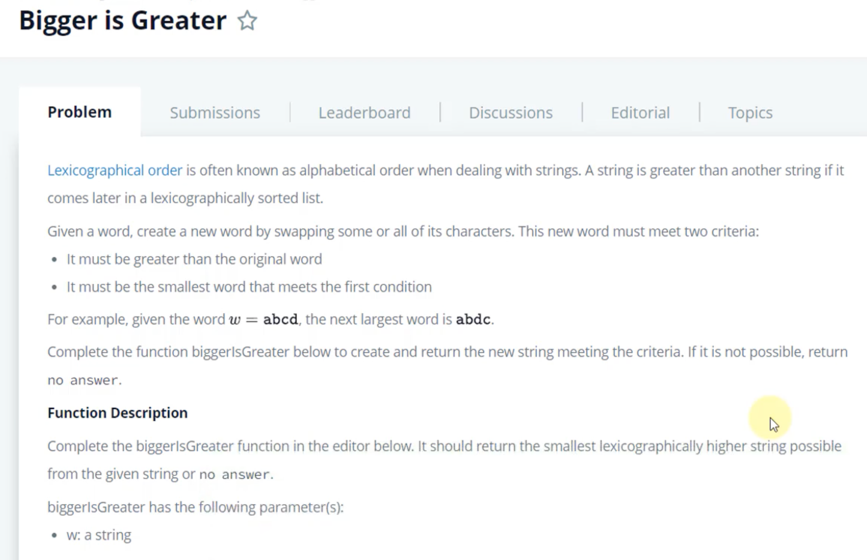 Bigger is Greater
Problem
Submissions
Leaderboard
Discussions
Editorial
Topics
Lexicographical order is often known as alphabetical order when dealing with strings. A string is greater than another string if it
comes later in a lexicographically sorted list.
Given a word, create a new word by swapping some or all of its characters. This new word must meet two criteria:
• It must be greater than the original word
• It must be the smallest word that meets the first condition
For example, given the word w = abcd, the next largest word is abdc.
Complete the function biggerIsGreater below to create and return the new string meeting the criteria. If it is not possible, return
no answer.
Function Description
Complete the biggerIsGreater function in the editor below. It should return the smallest lexicographically higher string possible
from the given string or no answer.
biggerIsGreater has the following parameter(s):
• w: a string